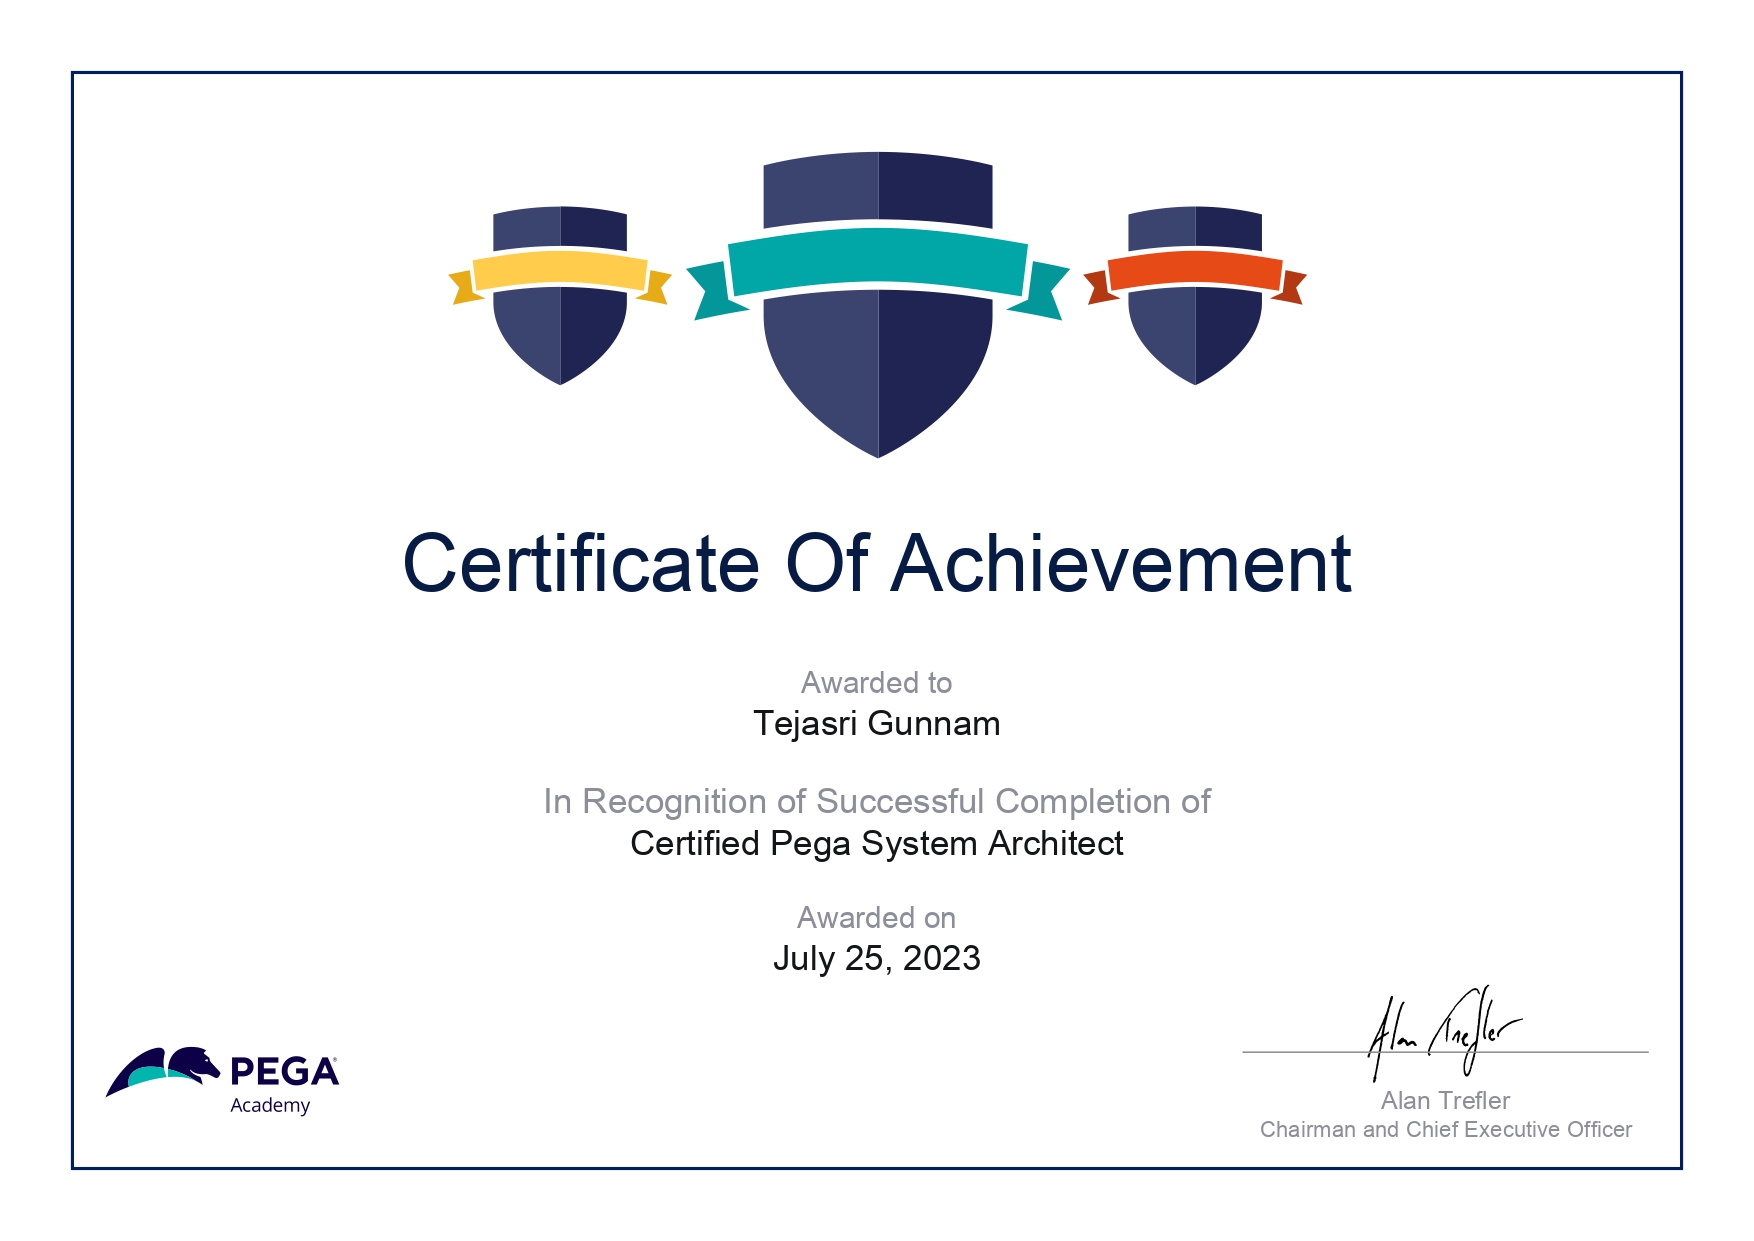 Certificate Of Achievement
Awarded to
Tejasri Gunnam
In Recognition of Successful Completion of
Certified Pega System Architect
Awarded on
July 25, 2023
Alan Trefler
PEGA®
Academy
Alan Trefler
Chairman and Chief Executive Officer